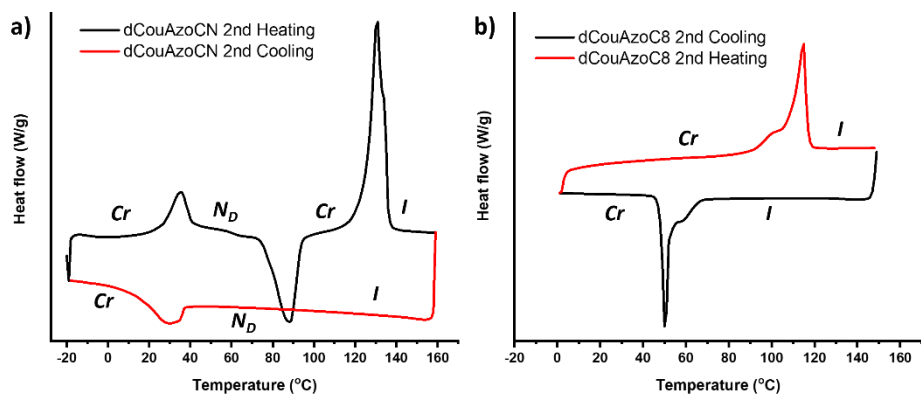 a)
dCouAzoCN 2nd Heating
dCouAzoCN 2nd Cooling
Heat flow (W/g)
Cr
N_D
Cr
I
Cr
N_D
I
-20 0 20 40 60 80 100 120 140 160
Temperature (°C)
b)
dCouAzoC8 2nd Cooling
dCouAzoC8 2nd Heating
Heat flow (W/g)
Cr
I
Cr
I
-20 0 20 40 60 80 100 120 140 160
Temperature (°C)